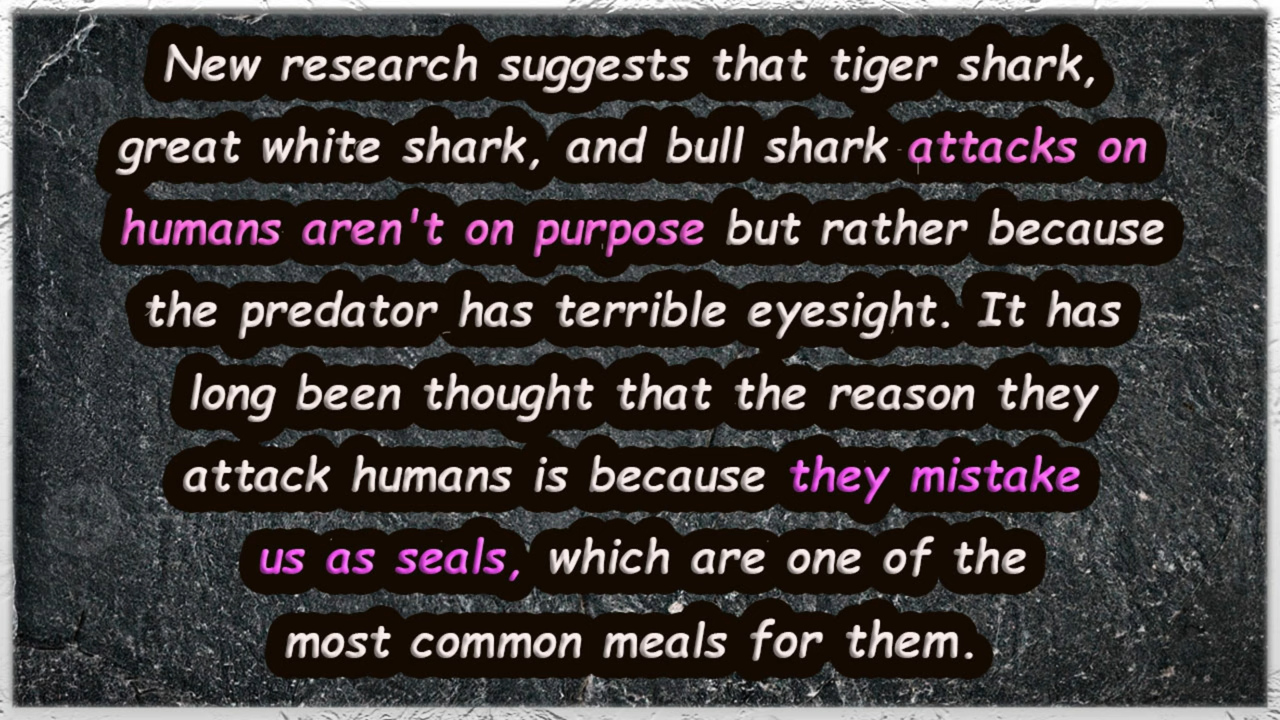 New research suggests that tiger shark,
great white shark, and bull shark attacks on
humans aren't on purpose but rather because
the predator has terrible eyesight. It has
long been thought that the reason they
attack humans is because they mistake
us as seals, which are one of the
most common meals for them.